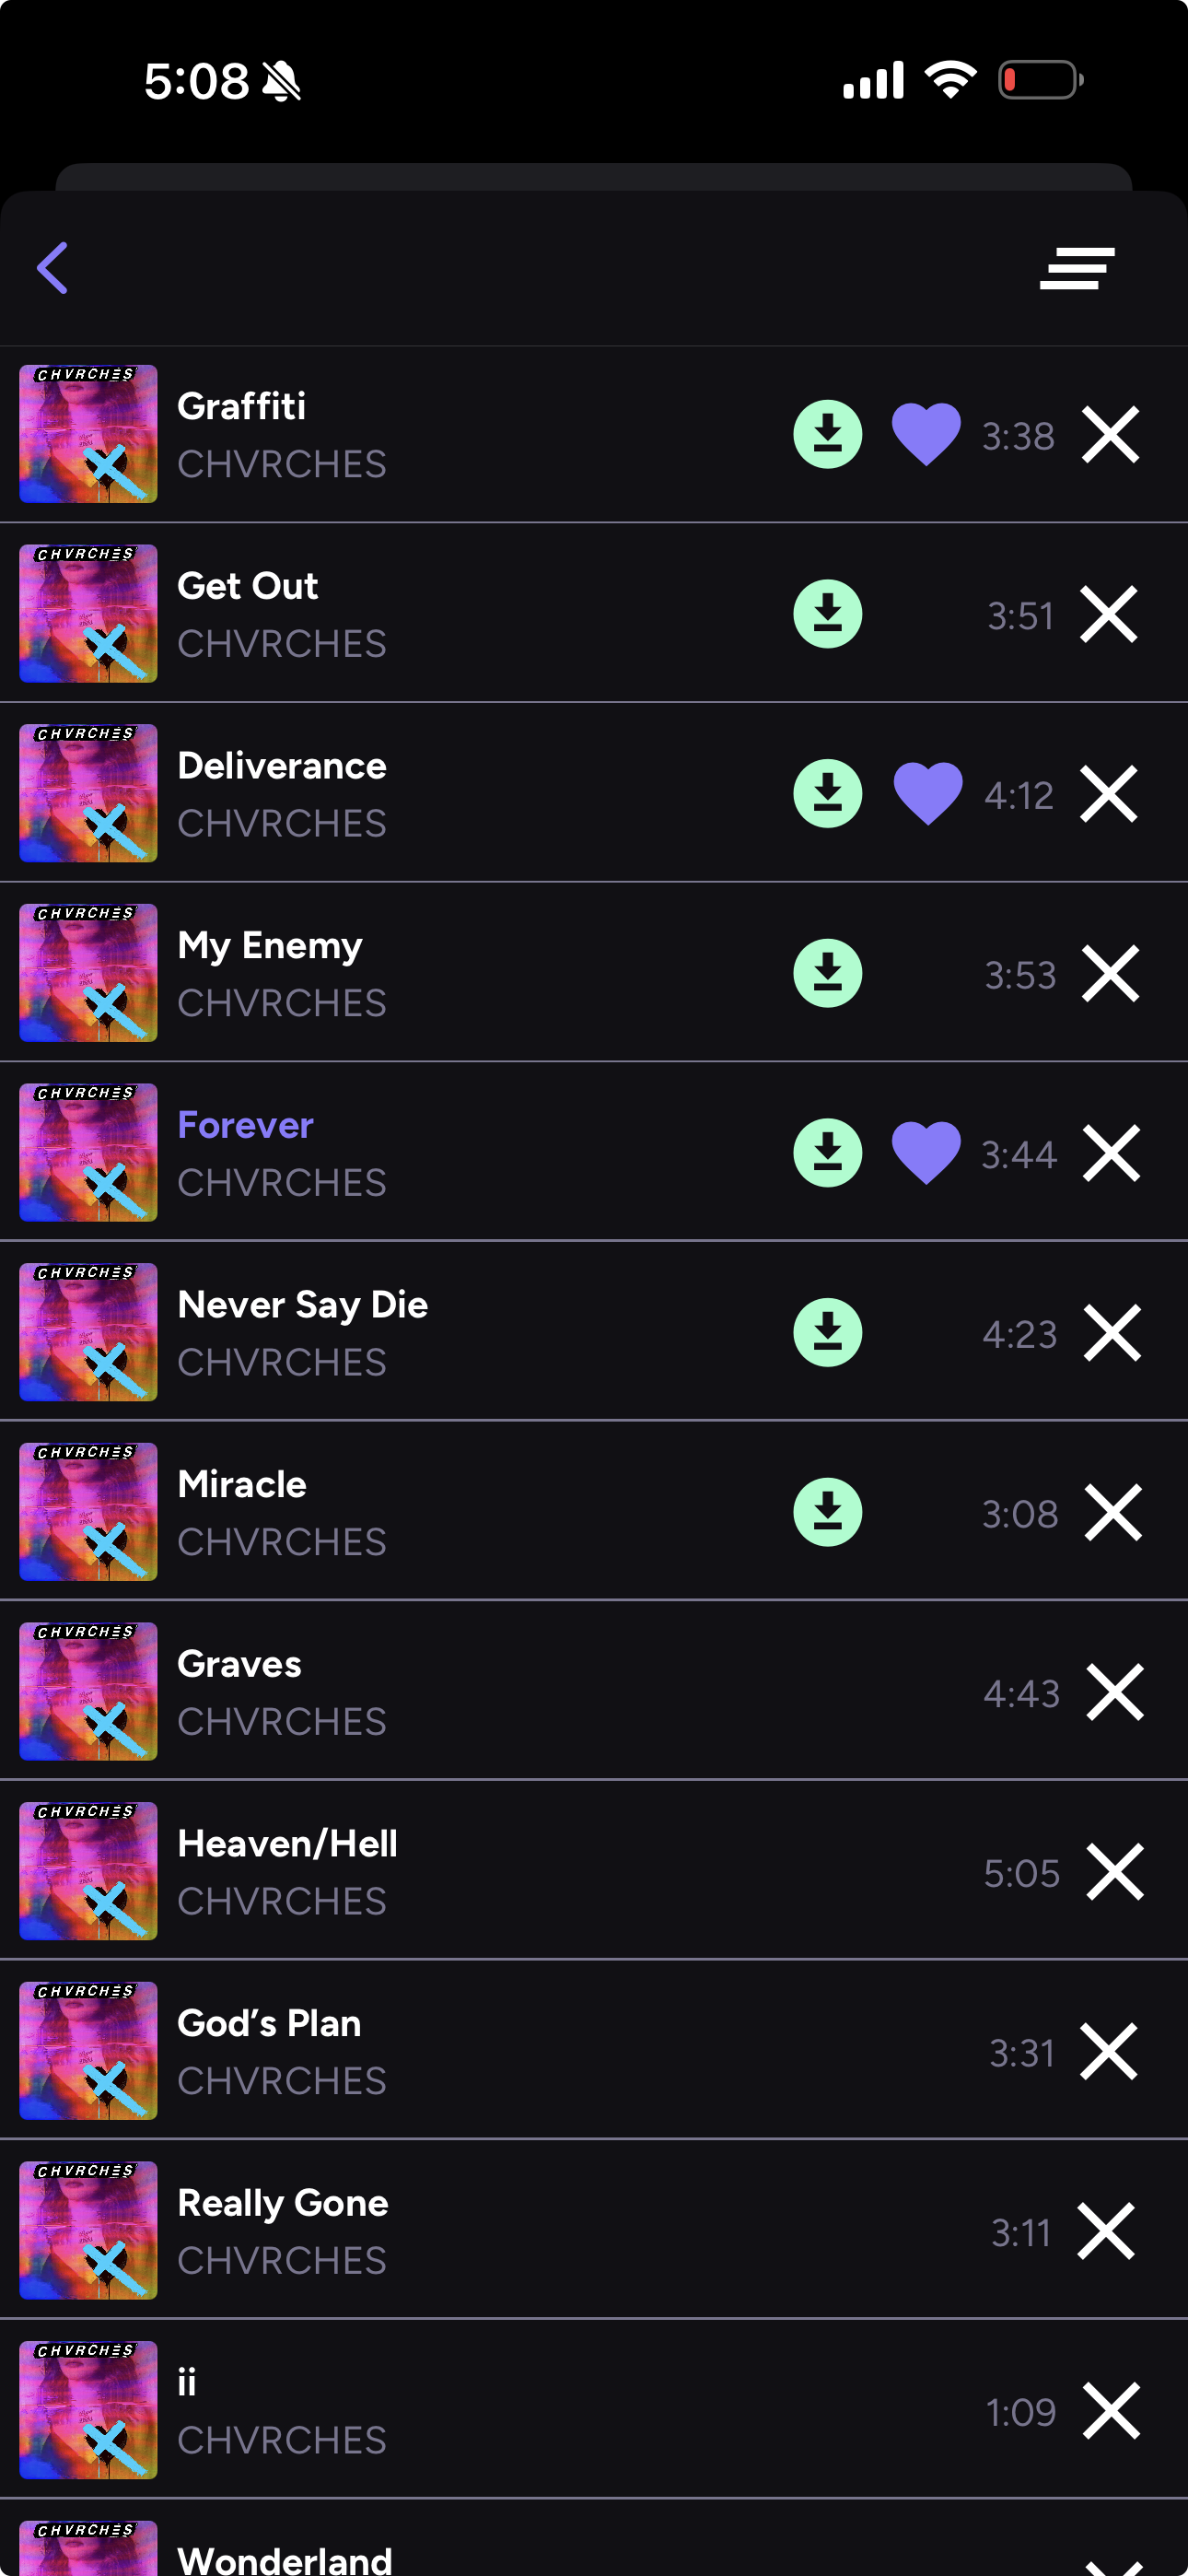 5:08
CHVRCHES
Graffiti
CHVRCHES
3:38
CHVRCHES
Get Out
CHVRCHES
3:51
CHVRCHES
Deliverance
CHVRCHES
4:12
CHVRCHES
My Enemy
CHVRCHES
3:53
CHVRCHES
Forever
CHVRCHES
3:44
CHVRCHES
Never Say Die
CHVRCHES
4:23
CHVRCHES
Miracle
CHVRCHES
3:08
CHVRCHES
Graves
CHVRCHES
4:43
CHVRCHES
Heaven/Hell
CHVRCHES
5:05
CHVRCHES
God’s Plan
CHVRCHES
3:31
CHVRCHES
Really Gone
CHVRCHES
3:11
CHVRCHES
ii
CHVRCHES
1:09
CHVRCHES
Wonderland